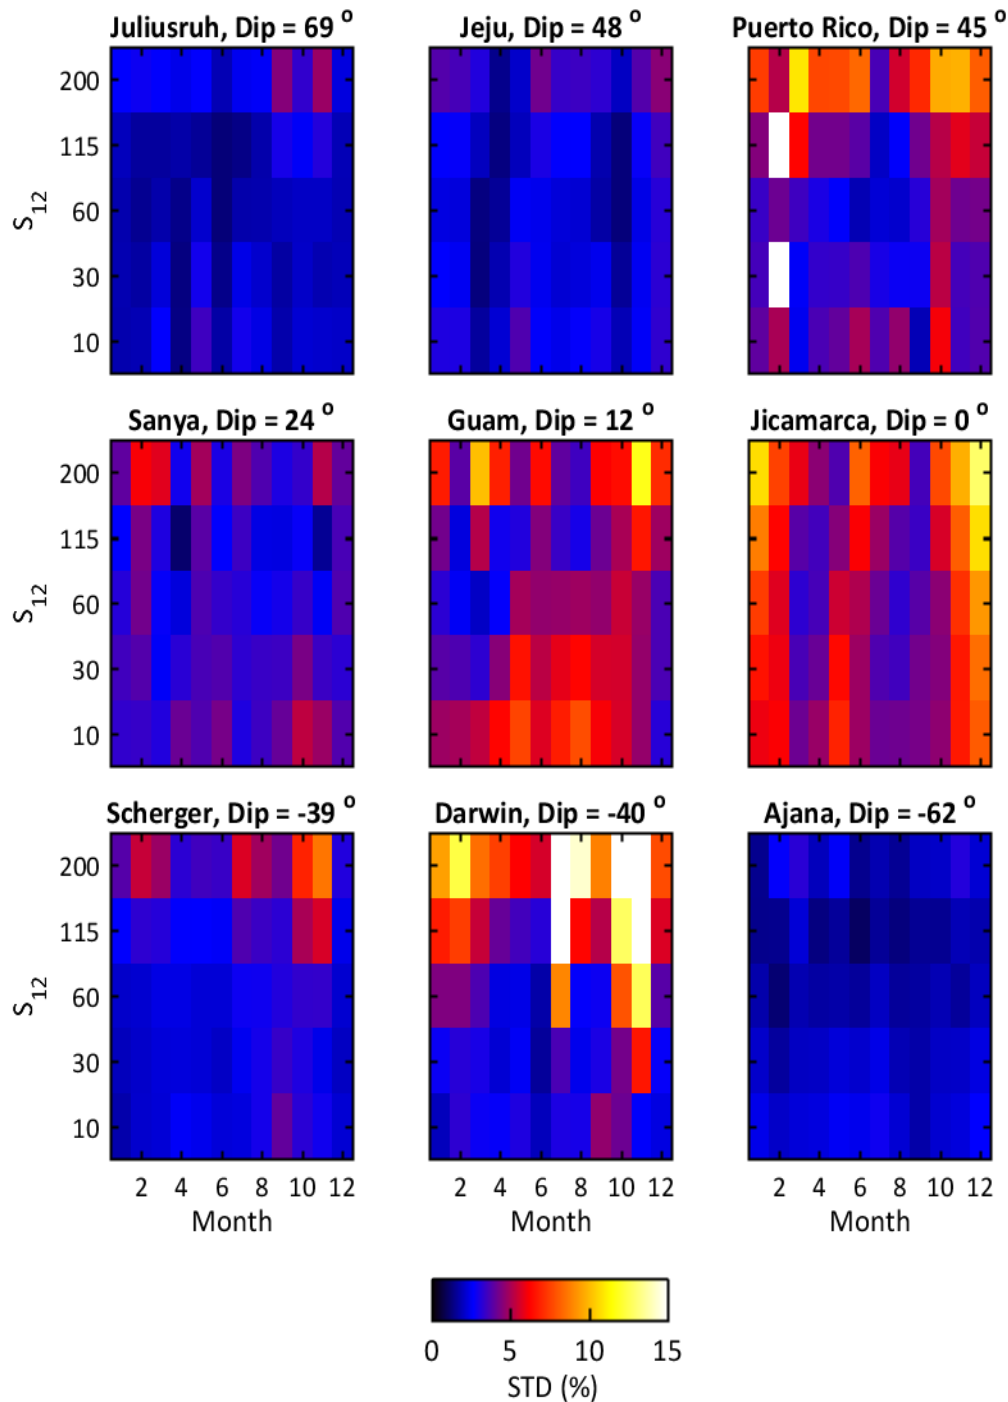 Juliusruh, Dip = 69 °
Jeju, Dip = 48 °
Puerto Rico, Dip = 45 °
200
115
60
30
10
S12
Sanya, Dip = 24 °
Guam, Dip = 12 °
Jicamarca, Dip = 0 °
200
115
60
30
10
S12
Scherger, Dip = -39 °
Darwin, Dip = -40 °
Ajana, Dip = -62 °
200
115
60
30
10
S12
2 4 6 8 10 12
2 4 6 8 10 12
2 4 6 8 10 12
Month
Month
Month
0 5 10 15
STD (%)